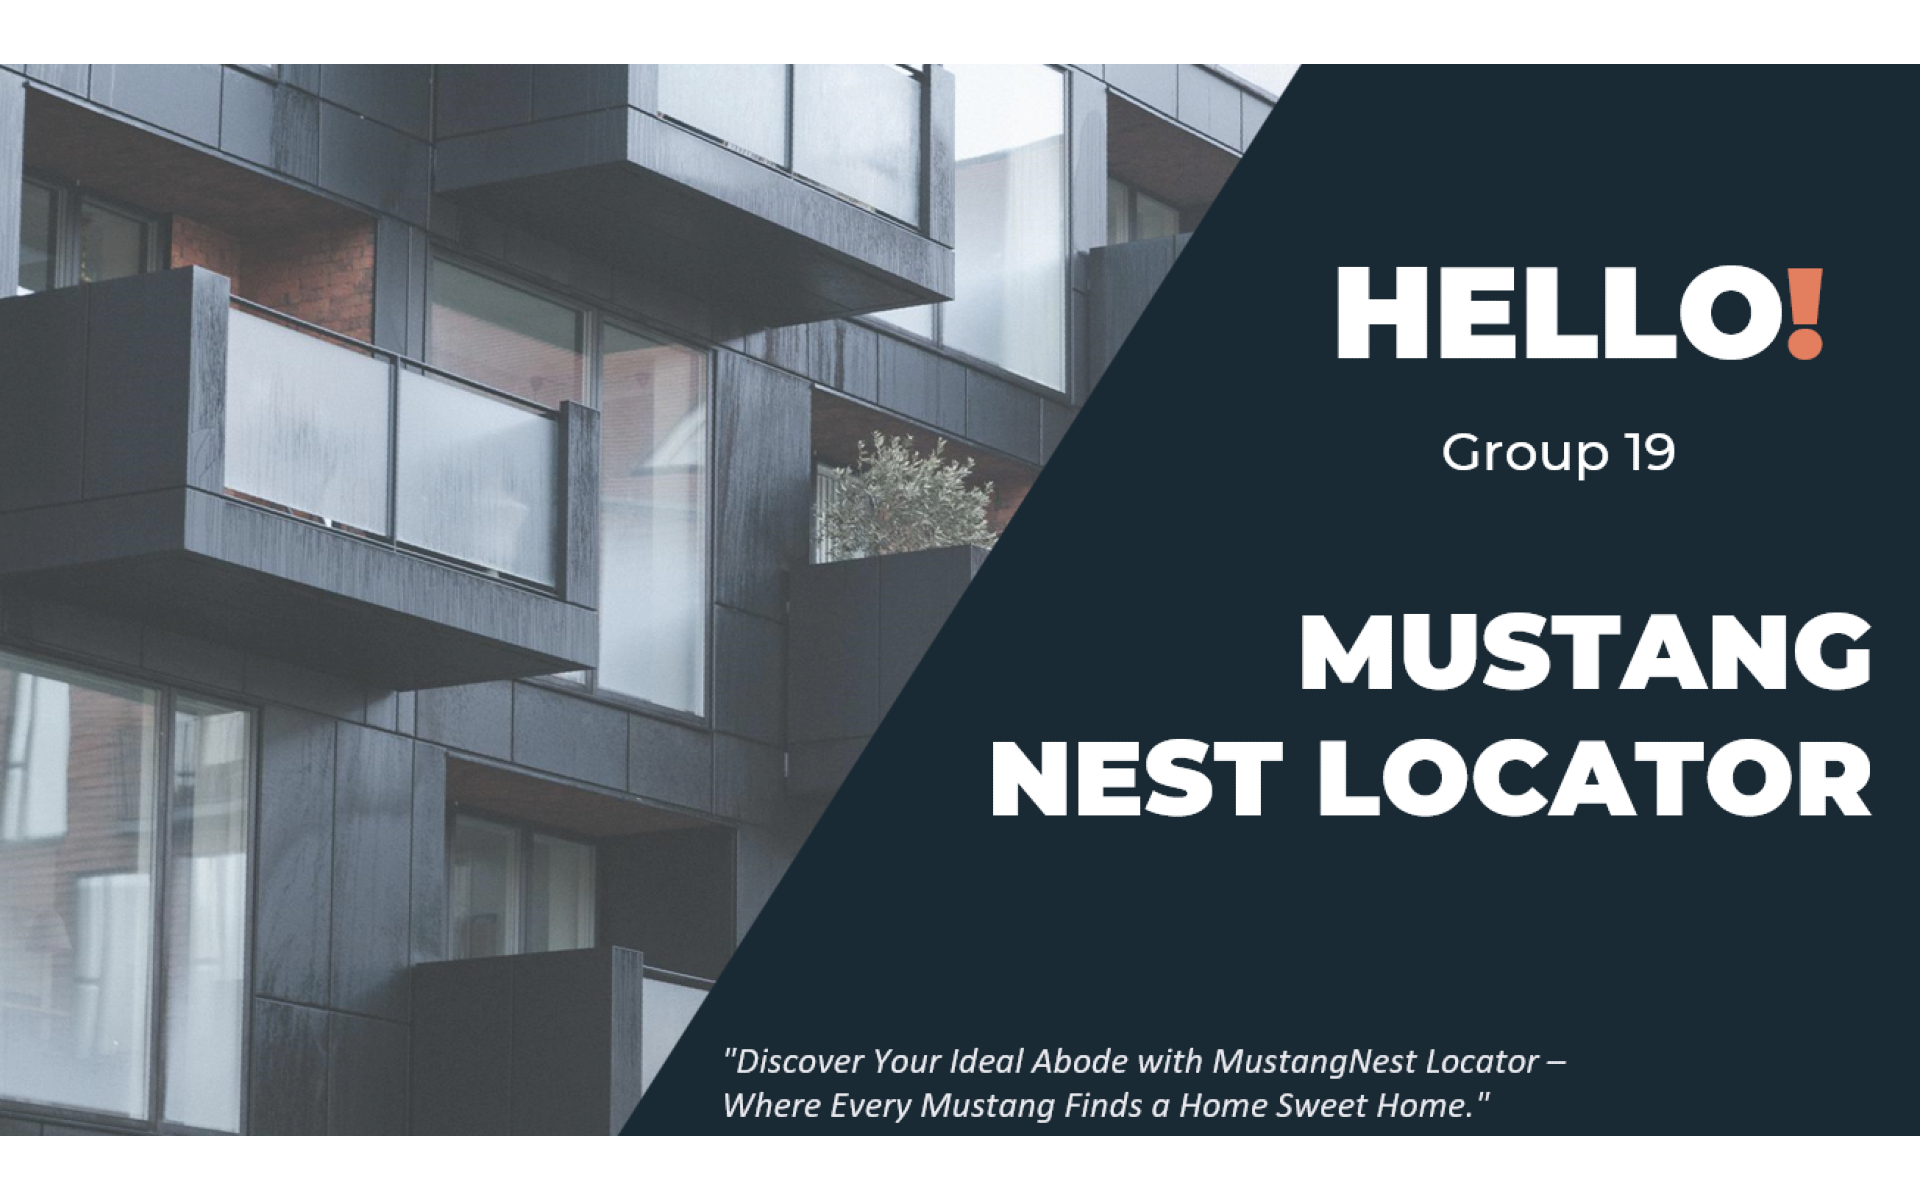 HELLO!
Group 19
MUSTANG
NEST LOCATOR
"Discover Your Ideal Abode with MustangNest Locator –
Where Every Mustang Finds a Home Sweet Home."